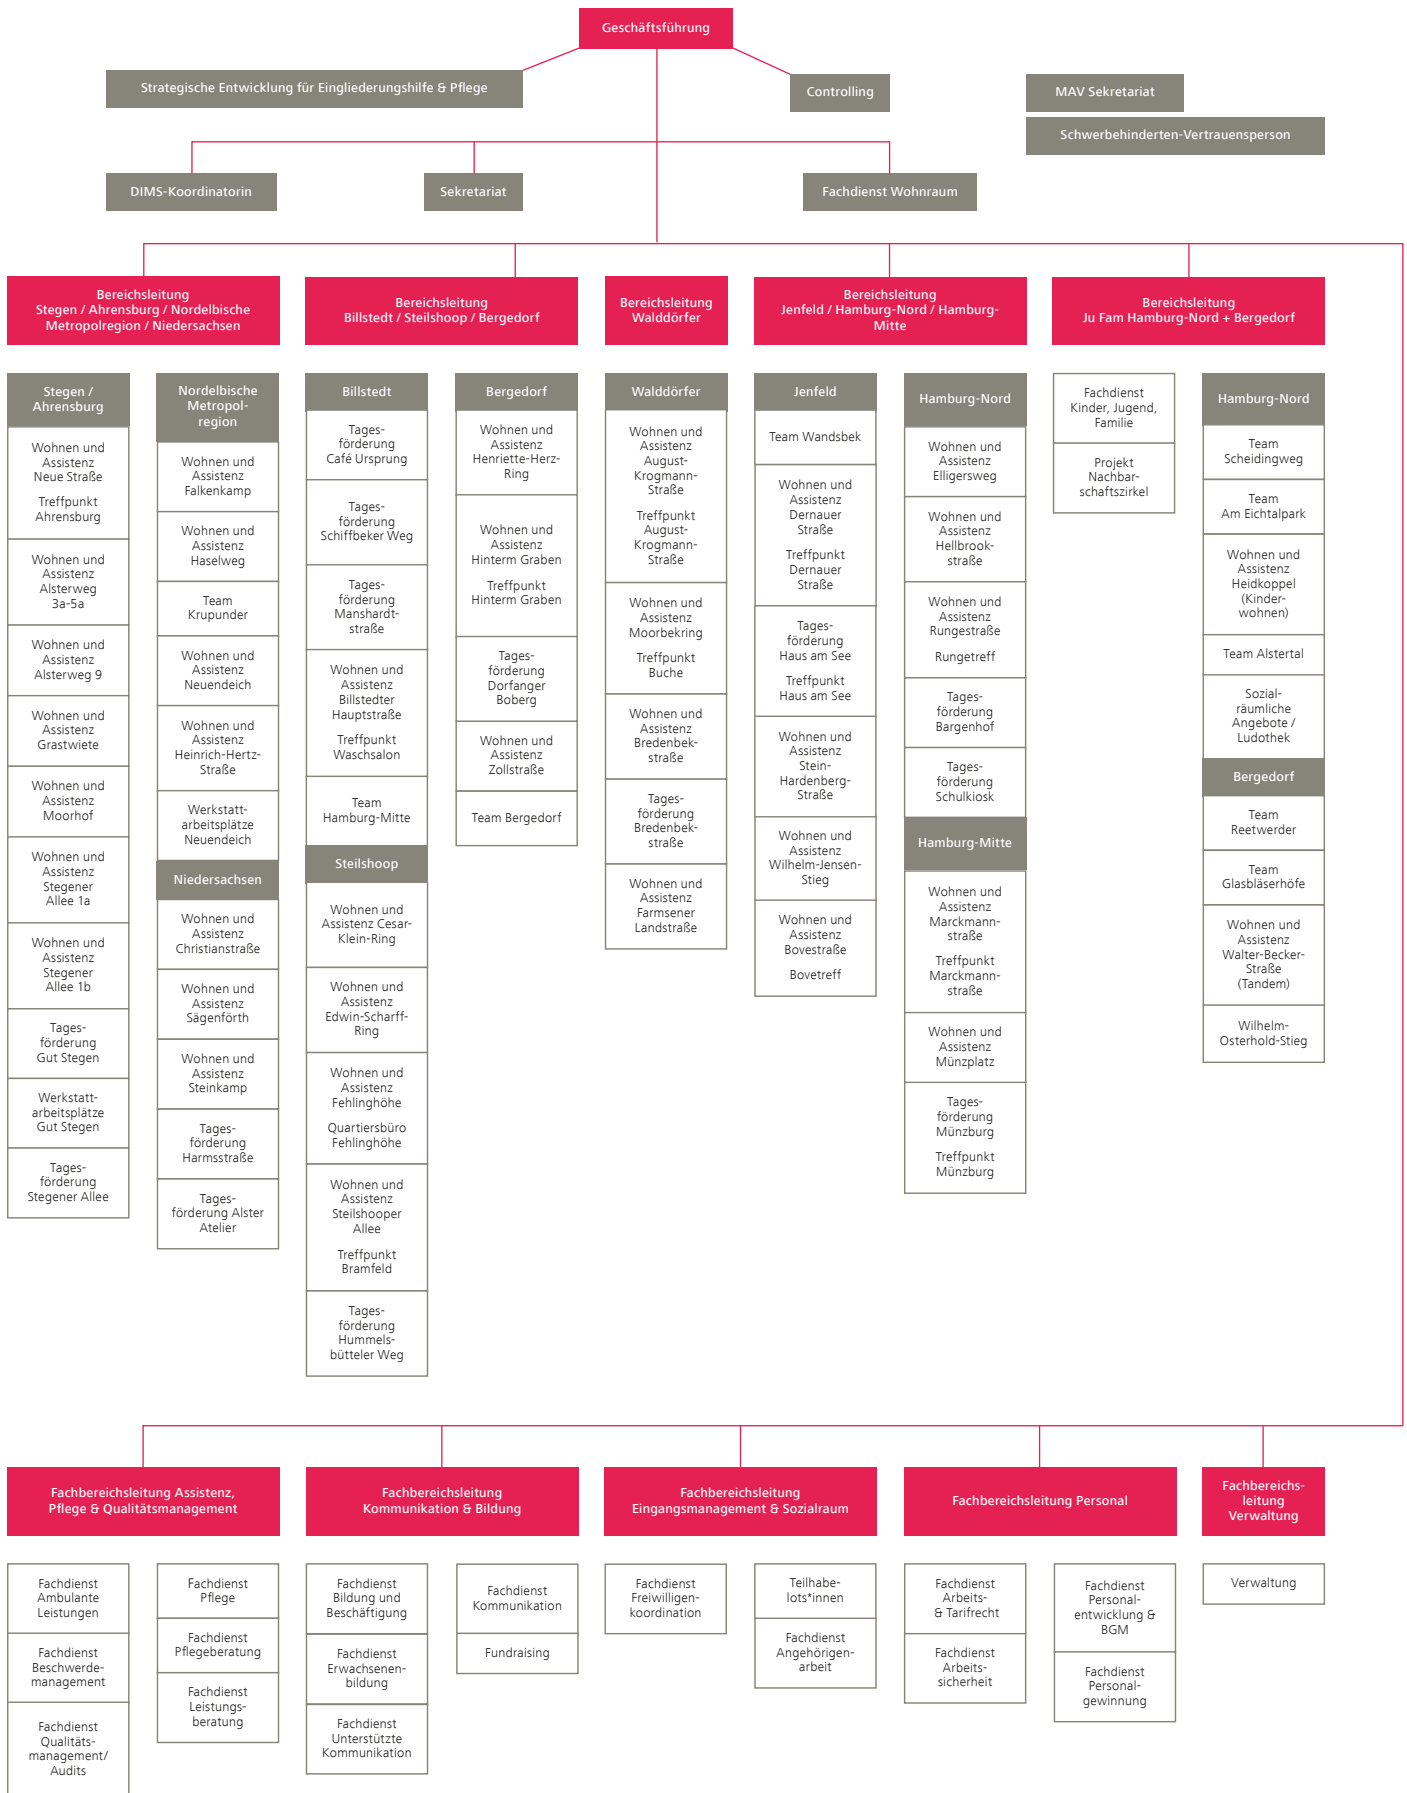 Geschäftsführung
Strategische Entwicklung für Eingliederungshilfe & Pflege
Controlling
MAV Sekretariat
Schwerbehinderten-Vertrauensperson
DIMS-Koordinatorin
Sekretariat
Fachdienst Wohnraum
Bereichsleitung
Stegen / Ahrensburg / Nordelbische
Metropolregion / Niedersachsen
Bereichsleitung
Billstedt / Steilshoop / Bergedorf
Bereichsleitung
Walddörfer
Bereichsleitung
Jenfeld / Hamburg-Nord / Hamburg-
Mitte
Bereichsleitung
Ju Fam Hamburg-Nord + Bergedorf
Stegen /
Ahrensburg
Wohnen und
Assistenz
Neue Straße
Treffpunkt
Ahrensburg
Wohnen und
Assistenz
Alsterweg
3a-5a
Wohnen und
Assistenz
Alsterweg 9
Wohnen und
Assistenz
Grastwiete
Wohnen und
Assistenz
Moorhof
Wohnen und
Assistenz
Stegener
Allee 1a
Wohnen und
Assistenz
Stegener
Allee 1b
Tages-
förderung
Gut Stegen
Werkstatt-
arbeitsplätze
Gut Stegen
Tages-
förderung
Stegener Allee
Nordelbische
Metropol-
region
Wohnen und
Assistenz
Falkenkamp
Wohnen und
Assistenz
Haselweg
Team
Krupunder
Wohnen und
Assistenz
Neuendeich
Wohnen und
Assistenz
Heinrich-Hertz-
Straße
Werkstatt-
arbeitsplätze
Neuendeich
Niedersachsen
Wohnen und
Assistenz
Christianstraße
Wohnen und
Assistenz
Sägenförth
Wohnen und
Assistenz
Steinkamp
Tages-
förderung
Harmsstraße
Tages-
förderung Alster
Atelier
Billstedt
Tages-
förderung
Café Ursprung
Tages-
förderung
Schiffbeker Weg
Tages-
förderung
Manshardt-
straße
Wohnen und
Assistenz
Billstedter
Hauptstraße
Treffpunkt
Waschsalon
Team
Hamburg-Mitte
Steilshoop
Wohnen und
Assistenz Cesar-
Klein-Ring
Wohnen und
Assistenz
Edwin-Scharff-
Ring
Wohnen und
Assistenz
Fehlinghöhe
Quartiersbüro
Fehlinghöhe
Wohnen und
Assistenz
Steilshooper
Allee
Treffpunkt
Bramfeld
Tages-
förderung
Hummels-
bütteler Weg
Bergedorf
Wohnen und
Assistenz
Henriette-Herz-
Ring
Wohnen und
Assistenz
Hinterm Graben
Treffpunkt
Hinterm Graben
Tages-
förderung
Dorfanger
Boberg
Wohnen und
Assistenz
Zollstraße
Team Bergedorf
Walddörfer
Wohnen und
Assistenz
August-
Krogmann-
Straße
Treffpunkt
August-
Krogmann-
Straße
Wohnen und
Assistenz
Moorbekring
Treffpunkt
Buche
Wohnen und
Assistenz
Bredenbek-
straße
Tages-
förderung
Bredenbek-
straße
Wohnen und
Assistenz
Farmsener
Landstraße
Jenfeld
Team Wandsbek
Wohnen und
Assistenz
Dernauer
Straße
Treffpunkt
Dernauer
Straße
Tages-
förderung
Haus am See
Treffpunkt
Haus am See
Wohnen und
Assistenz
Stein-
Hardenberg-
Straße
Wohnen und
Assistenz
Wilhelm-Jensen-
Stieg
Wohnen und
Assistenz
Bovestraße
Bovetreff
Hamburg-Nord
Wohnen und
Assistenz
Elligersweg
Wohnen und
Assistenz
Hellbrook-
straße
Wohnen und
Assistenz
Rungestraße
Rungetreff
Tages-
förderung
Bargenhof
Tages-
förderung
Schulkiosk
Hamburg-Mitte
Wohnen und
Assistenz
Marckmann-
straße
Treffpunkt
Marckmann-
straße
Wohnen und
Assistenz
Münzplatz
Tages-
förderung
Münzburg
Treffpunkt
Münzburg
Fachdienst
Kinder, Jugend,
Familie
Projekt
Nachbar-
schaftszirkel
Hamburg-Nord
Team
Scheidingweg
Team
Am Eichtalpark
Wohnen und
Assistenz
Heidkoppel
(Kinder-
wohnen)
Team Alstertal
Sozial-
räumliche
Angebote /
Ludothek
Bergedorf
Team
Reetwerder
Team
Glasbläserhöfe
Wohnen und
Assistenz
Walter-Becker-
Straße
(Tandem)
Wilhelm-
Osterhold-Stieg
Fachbereichsleitung Assistenz,
Pflege & Qualitätsmanagement
Fachbereichsleitung
Kommunikation & Bildung
Fachbereichsleitung
Eingangsmanagement & Sozialraum
Fachbereichsleitung Personal
Fachbereichs-
leitung
Verwaltung
Fachdienst
Ambulante
Leistungen
Fachdienst
Beschwerde-
management
Fachdienst
Qualitäts-
management/
Audits
Fachdienst
Pflege
Fachdienst
Pflegeberatung
Fachdienst
Leistungs-
beratung
Fachdienst
Bildung und
Beschäftigung
Fachdienst
Erwachsenen-
bildung
Fachdienst
Unterstützte
Kommunikation
Fachdienst
Kommunikation
Fundraising
Fachdienst
Freiwilligen-
koordination
Teilhabe-
lots*innen
Fachdienst
Angehörigen-
arbeit
Fachdienst
Arbeits-
& Tarifrecht
Fachdienst
Arbeits-
sicherheit
Fachdienst
Personal-
entwicklung &
BGM
Fachdienst
Personal-
gewinnung
Verwaltung